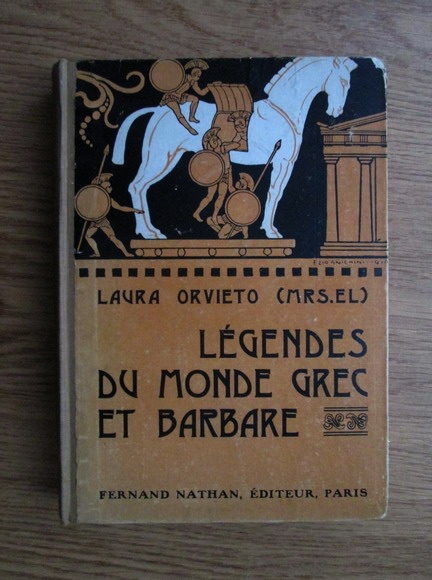 LAURA ORVIETO (MRS. EL)
LÉGENDES
DU MONDE GREC
ET BARBARE
FERNAND NATHAN, ÉDITEUR, PARIS